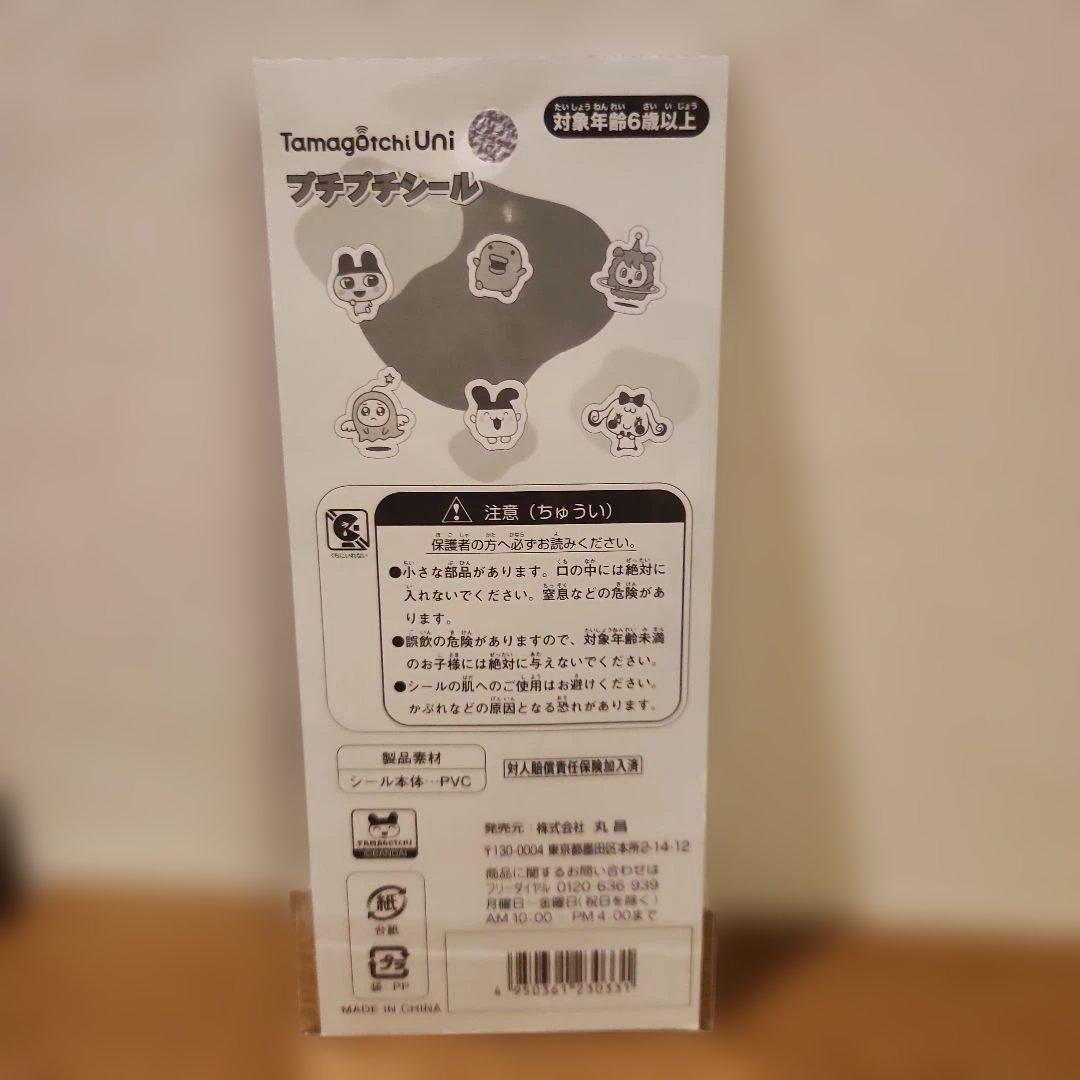 対象年齢6歳以上
たいしょう ねん れい さい い じょう
Tamagotchi Uni
プチプチシール
注意（ちゅうい）
くちにいれない
保護者の方へ必ずお読みください。
●小さな部品があります。口の中には絶対に
入れないでください。窒息などの危険があ
ります。
●誤飲の危険がありますので、対象年齢未満
のお子様には絶対に与えないでください。
●シールの肌へのご使用はお避けください。
かぶれなどの原因となる恐れがあります。
製品素材
シール本体…PVC
対人賠償責任保険加入済
TAMAGOTCHI
©BANDAI
発売元：株式会社 丸昌
〒130-0004 東京都墨田区本所2-14-12
商品に関するお問い合わせは
フリーダイヤル 0120 636 939
月曜日～金曜日(祝日を除く)
AM 10:00 PM 4:00まで
紙
台紙
プラ
袋 PP
MADE IN CHINA
4 950361 230331